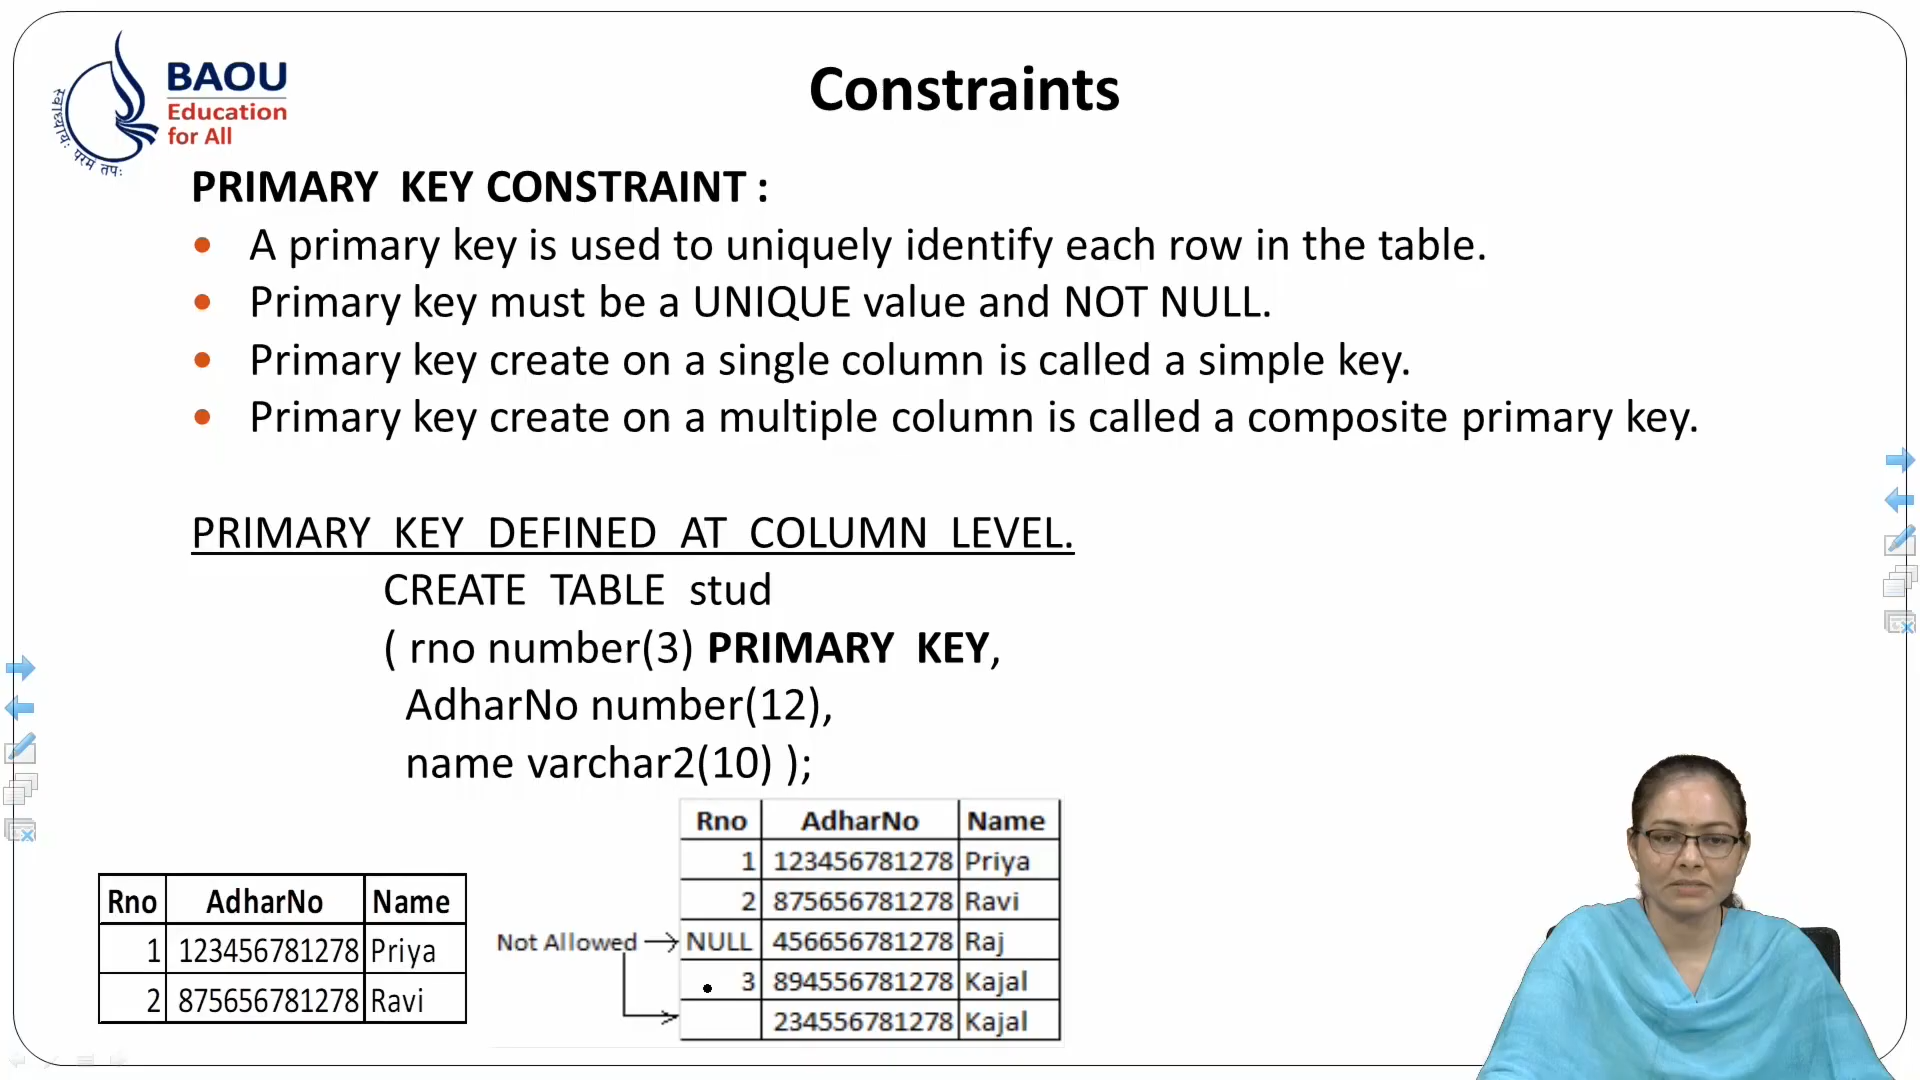 स्वाध्यायः परमं तपः
BAOU
Education
for All
Constraints
PRIMARY KEY CONSTRAINT :
• A primary key is used to uniquely identify each row in the table.
• Primary key must be a UNIQUE value and NOT NULL.
• Primary key create on a single column is called a simple key.
• Primary key create on a multiple column is called a composite primary key.
PRIMARY KEY DEFINED AT COLUMN LEVEL.
CREATE TABLE stud
( rno number(3) PRIMARY KEY,
AdharNo number(12),
name varchar2(10) );
Rno AdharNo Name
1 123456781278 Priya
2 875656781278 Ravi
Rno AdharNo Name
1 123456781278 Priya
2 875656781278 Ravi
Not Allowed NULL 456656781278 Raj
3 894556781278 Kajal
234556781278 Kajal